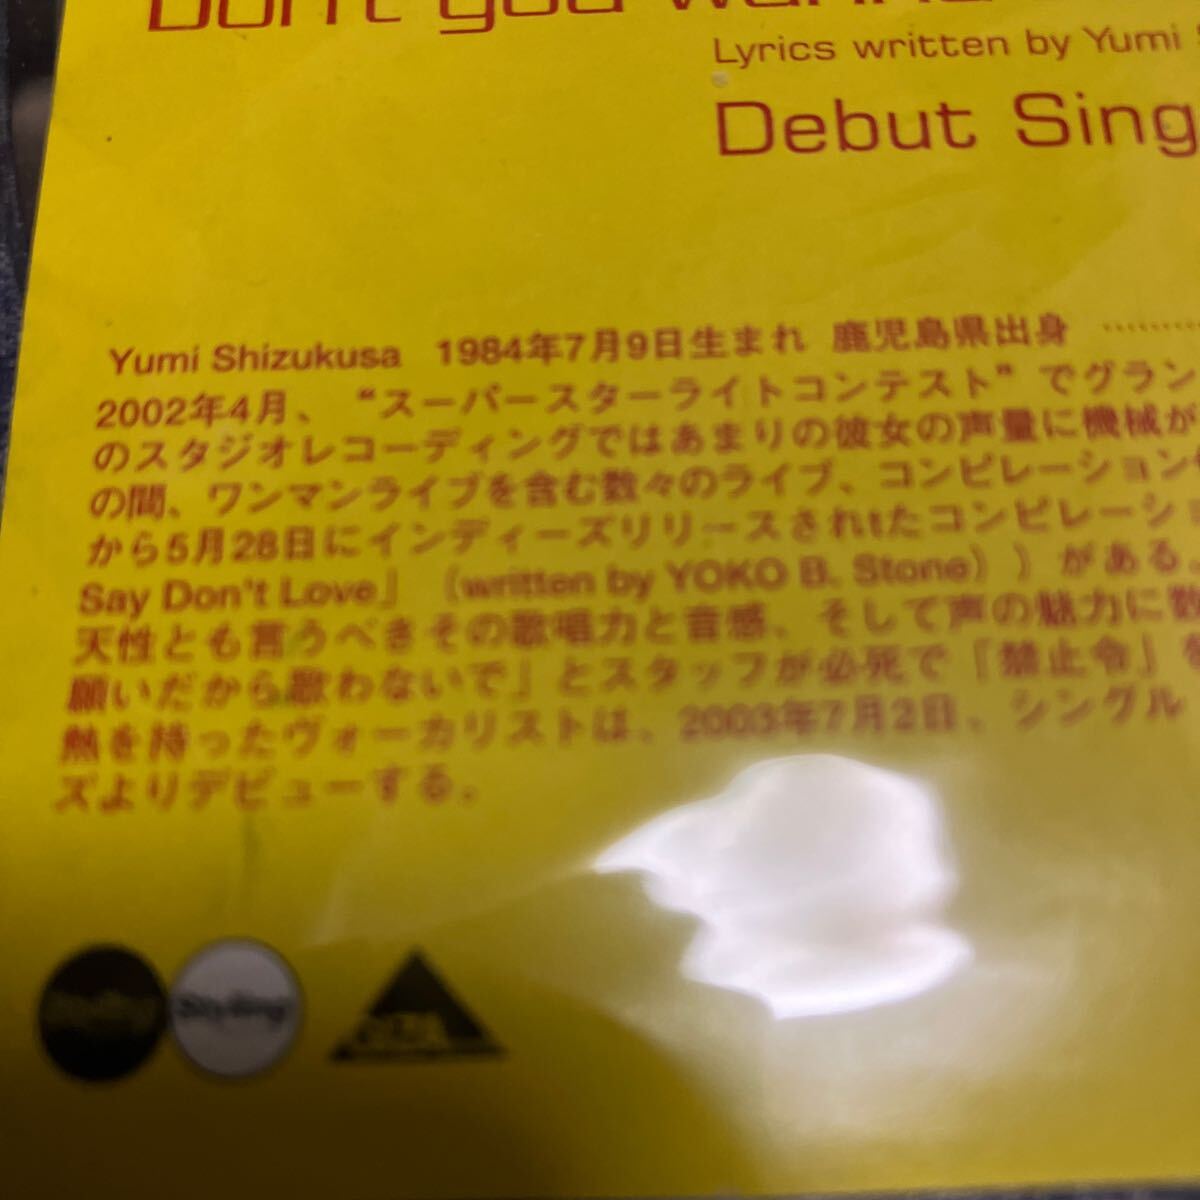 Don't you wanna
Lyrics written by Yumi
Debut Sing
Yumi Shizukusa 1984年7月9日生まれ 鹿児島県出身 …………
2002年4月、“スーパースターライトコンテスト”でグラン
のスタジオレコーディングではあまりの彼女の声量に機械が
の間、ワンマンライブを含む数々のライブ、コンピレーション
から5月28日にインディーズリリースされtたコンピレーショ
Say Don't Love」（written by YOKO B. Stone））がある。
天性とも言うべきその歌唱力と音感、そして声の魅力に数
願いだから歌わないで」とスタッフが必死で「禁止令」を
熱を持ったヴォーカリストは、2003年7月2日、シングル
ズよりデビューする。
Styling